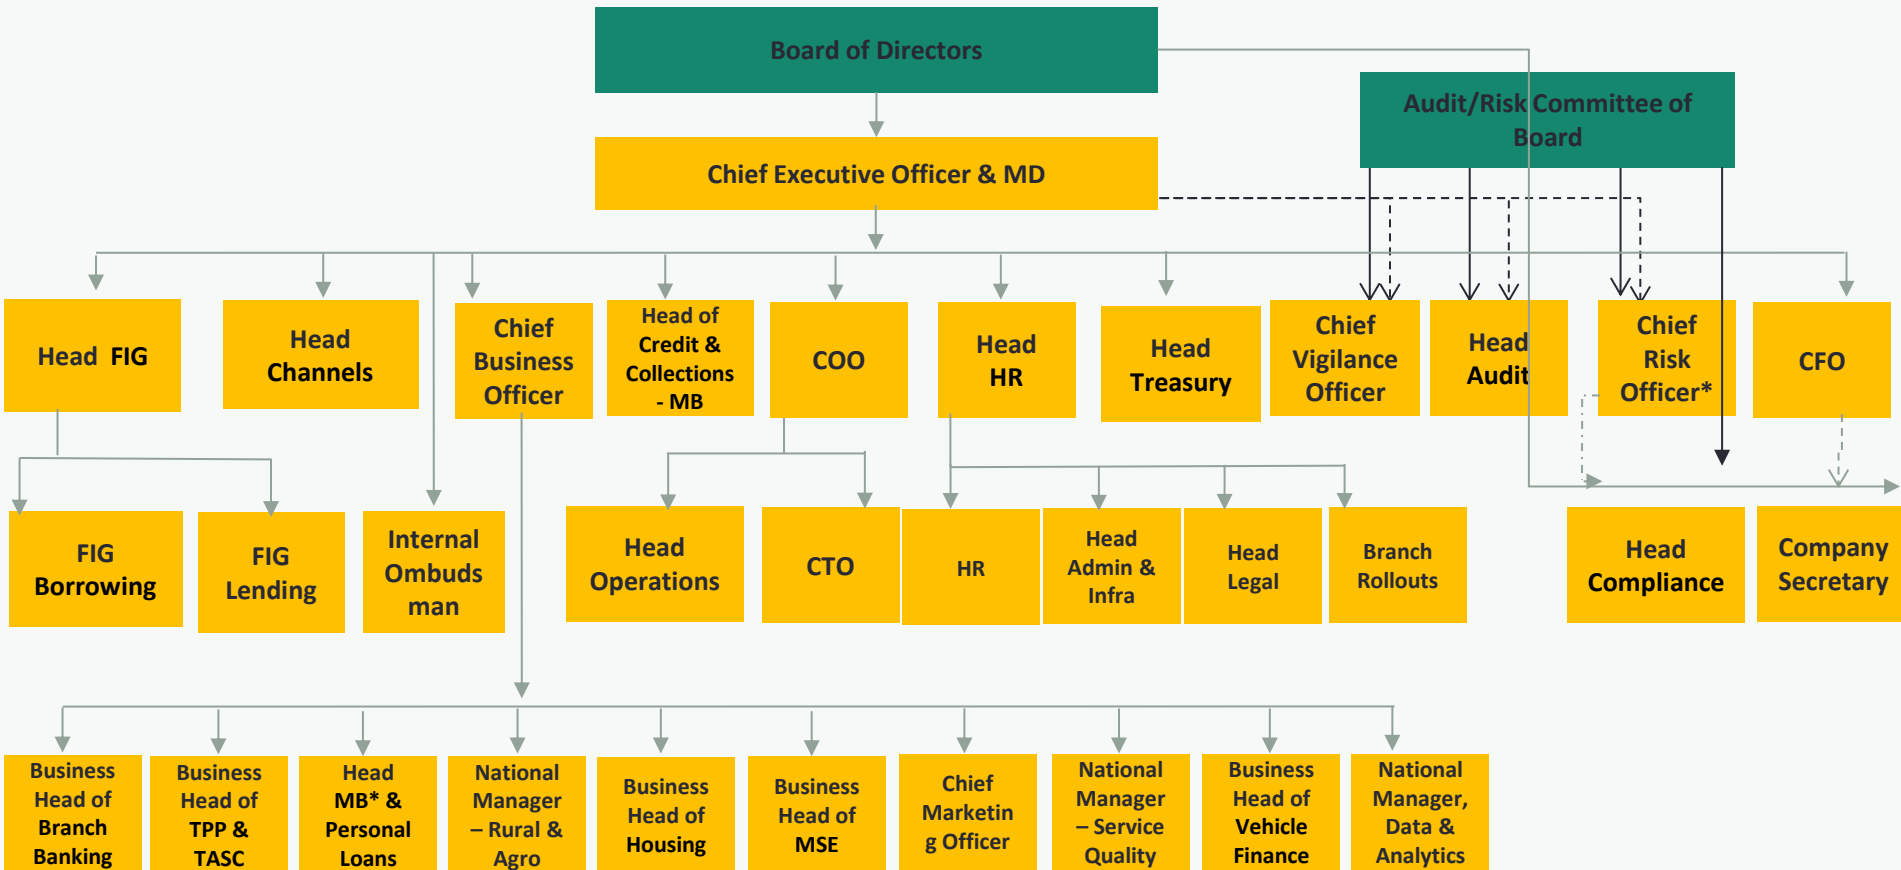 Board of Directors
Audit/Risk Committee of
Board
Chief Executive Officer & MD
Head FIG
Head
Channels
Chief
Business
Officer
Head of
Credit &
Collections
- MB
COO
Head
HR
Head
Treasury
Chief
Vigilance
Officer
Head
Audit
Chief
Risk
Officer*
CFO
FIG
Borrowing
FIG
Lending
Internal
Ombuds
man
Head
Operations
CTO
HR
Head
Admin &
Infra
Head
Legal
Branch
Rollouts
Head
Compliance
Company
Secretary
Business
Head of
Branch
Banking
Business
Head of
TPP &
TASC
Head
MB* &
Personal
Loans
National
Manager
– Rural &
Agro
Business
Head of
Housing
Business
Head of
MSE
Chief
Marketin
g Officer
National
Manager
– Service
Quality
Business
Head of
Vehicle
Finance
National
Manager,
Data &
Analytics